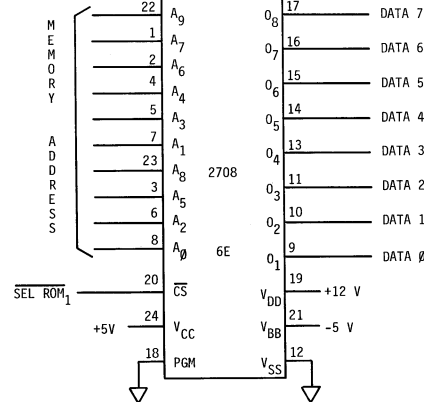 MEMORY ADDRESS
22 A9 O8 17 DATA 7
1 A7 O7 16 DATA 6
2 A6 O6 15 DATA 5
4 A4 O5 14 DATA 4
5 A3 O4 13 DATA 3
7 A1 O3 11 DATA 2
23 A8 O2 10 DATA 1
3 A5 O1 9 DATA Ø
6 A2
8 AØ
2708
6E
SEL ROM1 20 CS VDD 19 +12 V
+5V 24 VCC VBB 21 -5 V
18 PGM VSS 12